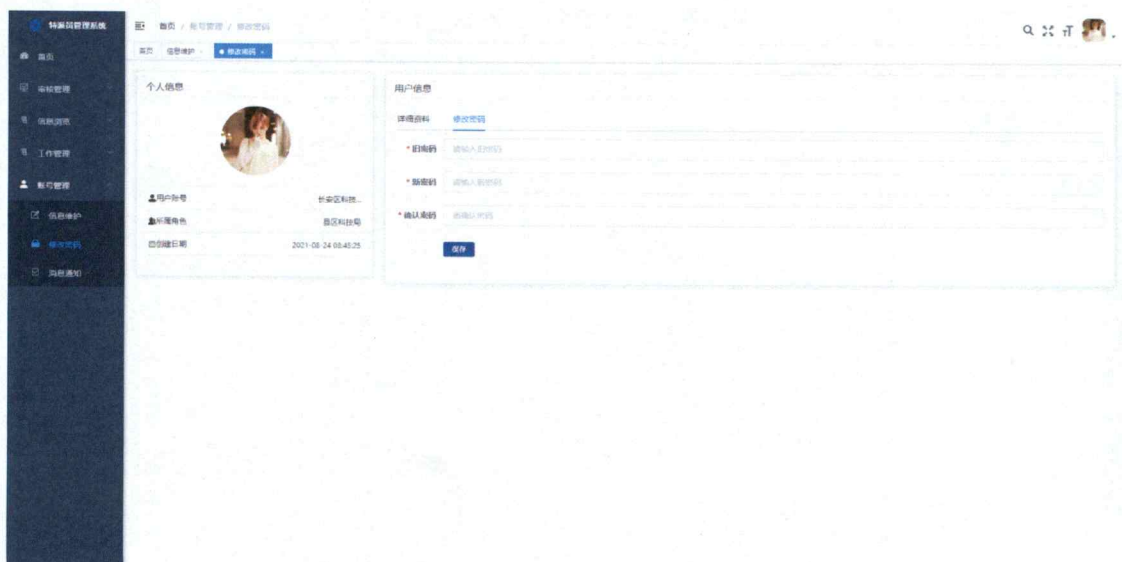 特派员管理系统
首页 / 账号管理 / 修改密码
首页
信息维护
修改密码
首页
审核管理
信息浏览
工作管理
账号管理
信息维护
修改密码
消息通知
个人信息
用户账号
长安区科技...
所属角色
县区科技局
创建日期
2021-08-24 08:48:25
用户信息
详细资料
修改密码
* 旧密码
请输入旧密码
* 新密码
请输入新密码
* 确认密码
请确认密码
保存